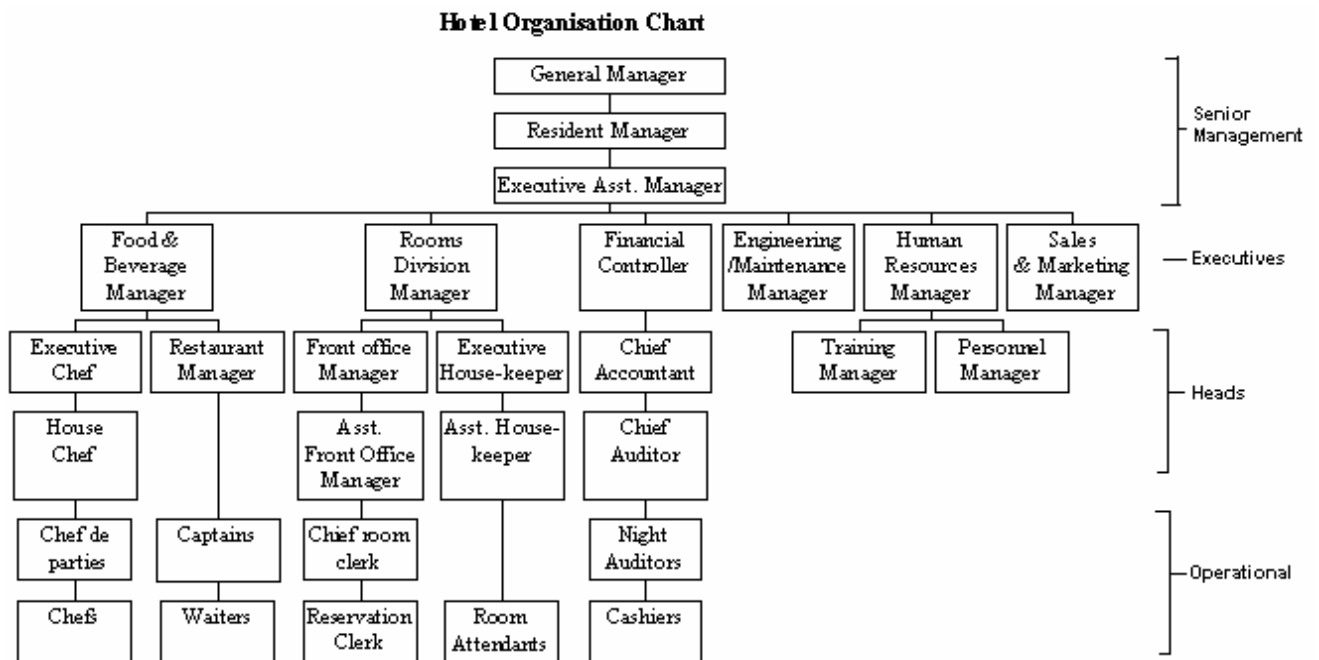 Hotel Organisation Chart
General Manager
Resident Manager
Executive Asst. Manager
Senior
Management
Food &
Beverage
Manager
Rooms
Division
Manager
Financial
Controller
Engineering
/Maintenance
Manager
Human
Resources
Manager
Sales
& Marketing
Manager
Executives
Executive
Chef
Restaurant
Manager
Front office
Manager
Executive
House-keeper
Chief
Accountant
Training
Manager
Personnel
Manager
Heads
House
Chef
Asst.
Front Office
Manager
Asst. House-
keeper
Chief
Auditor
Chef de
parties
Captains
Chief room
clerk
Night
Auditors
Operational
Chefs
Waiters
Reservation
Clerk
Room
Attendants
Cashiers